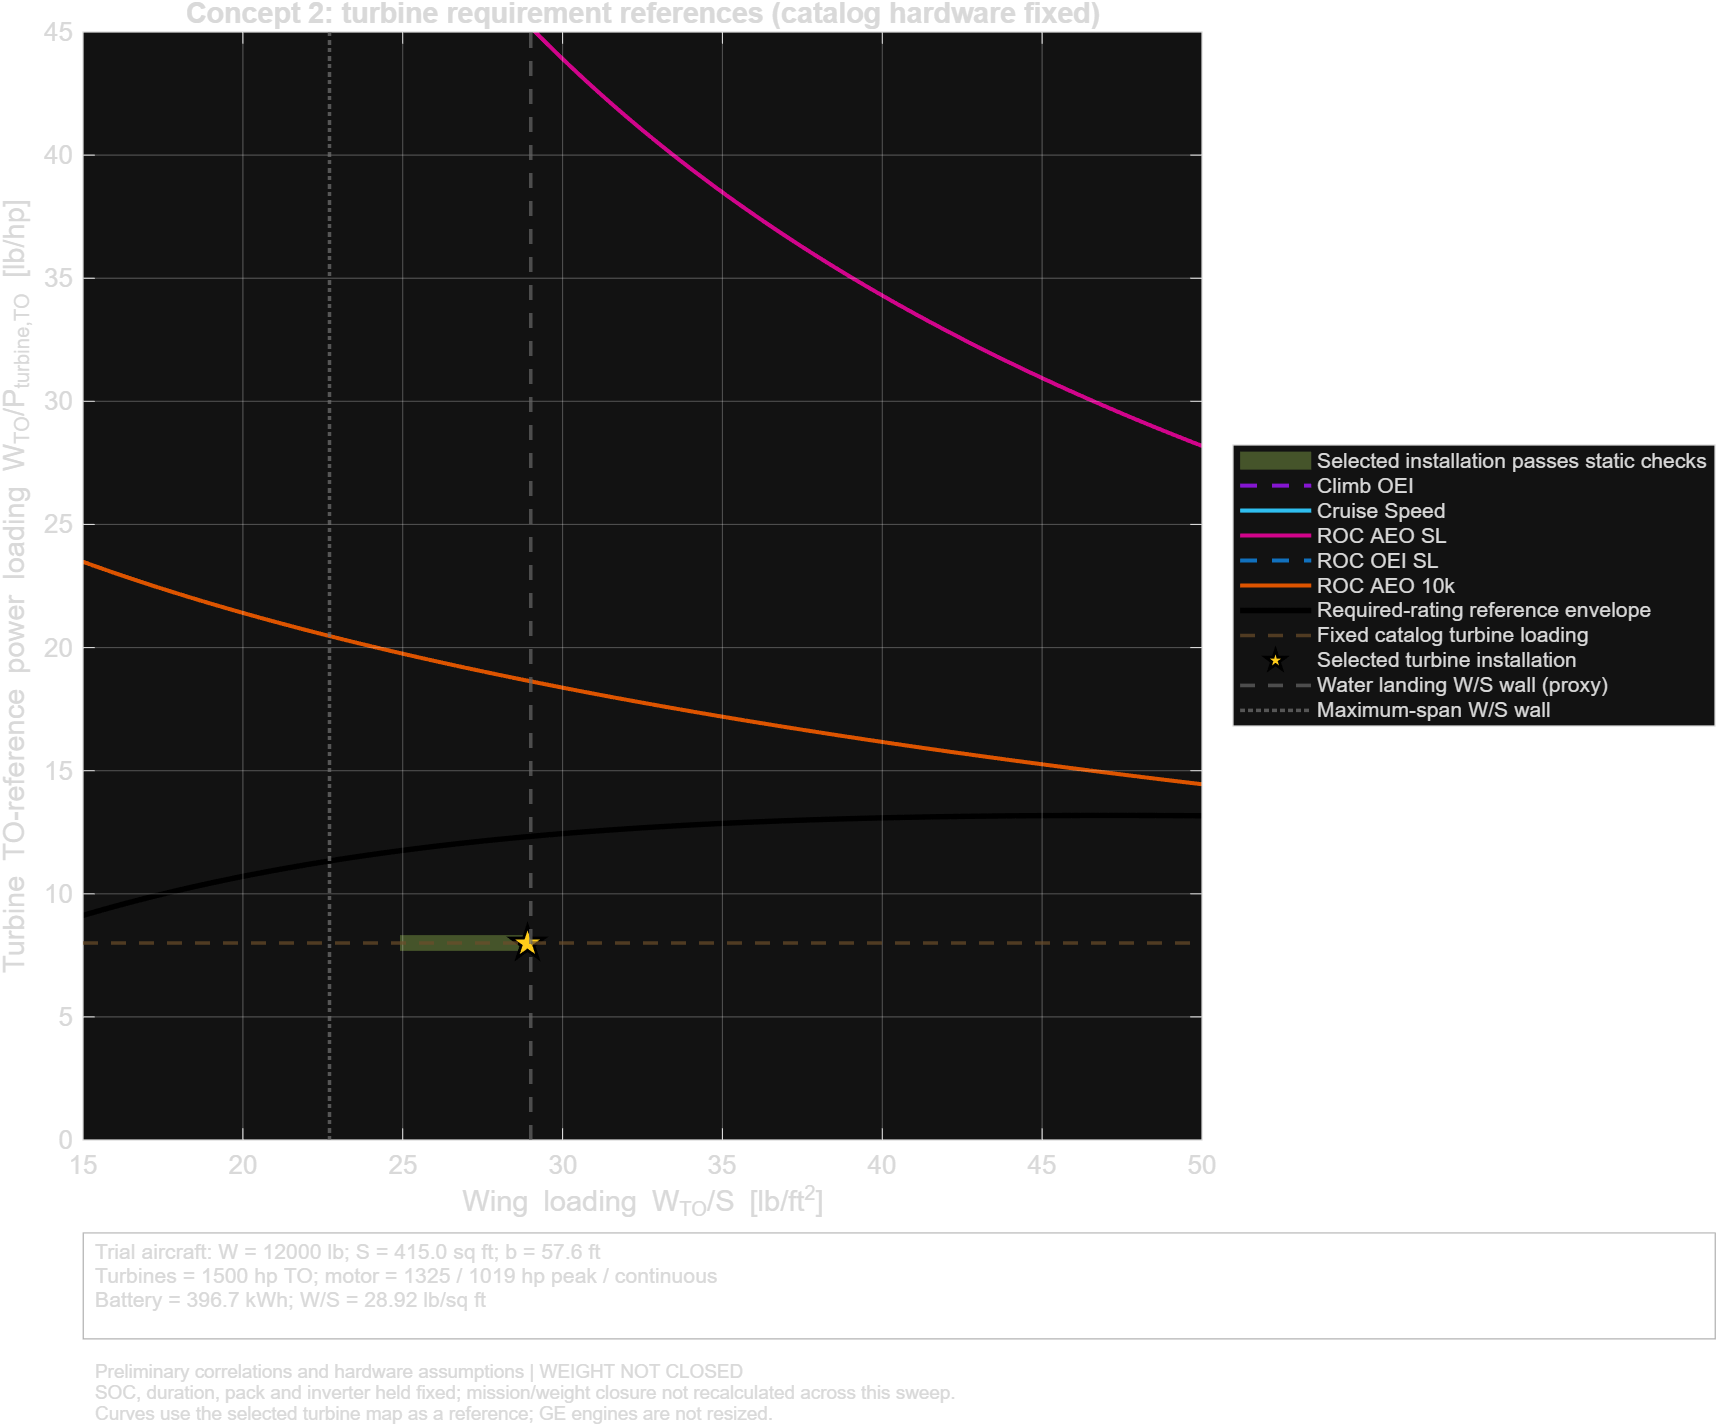 Concept 2: turbine requirement references (catalog hardware fixed)
45
40
35
30
25
20
15
10
5
0
Turbine TO-reference power loading W_TO/P_turbine,TO [lb/hp]
15 20 25 30 35 40 45 50
Wing loading W_TO/S [lb/ft²]
Selected installation passes static checks
Climb OEI
Cruise Speed
ROC AEO SL
ROC OEI SL
ROC AEO 10k
Required-rating reference envelope
Fixed catalog turbine loading
Selected turbine installation
Water landing W/S wall (proxy)
Maximum-span W/S wall
Trial aircraft: W = 12000 lb; S = 415.0 sq ft; b = 57.6 ft
Turbines = 1500 hp TO; motor = 1325 / 1019 hp peak / continuous
Battery = 396.7 kWh; W/S = 28.92 lb/sq ft
Preliminary correlations and hardware assumptions | WEIGHT NOT CLOSED
SOC, duration, pack and inverter held fixed; mission/weight closure not recalculated across this sweep.
Curves use the selected turbine map as a reference; GE engines are not resized.